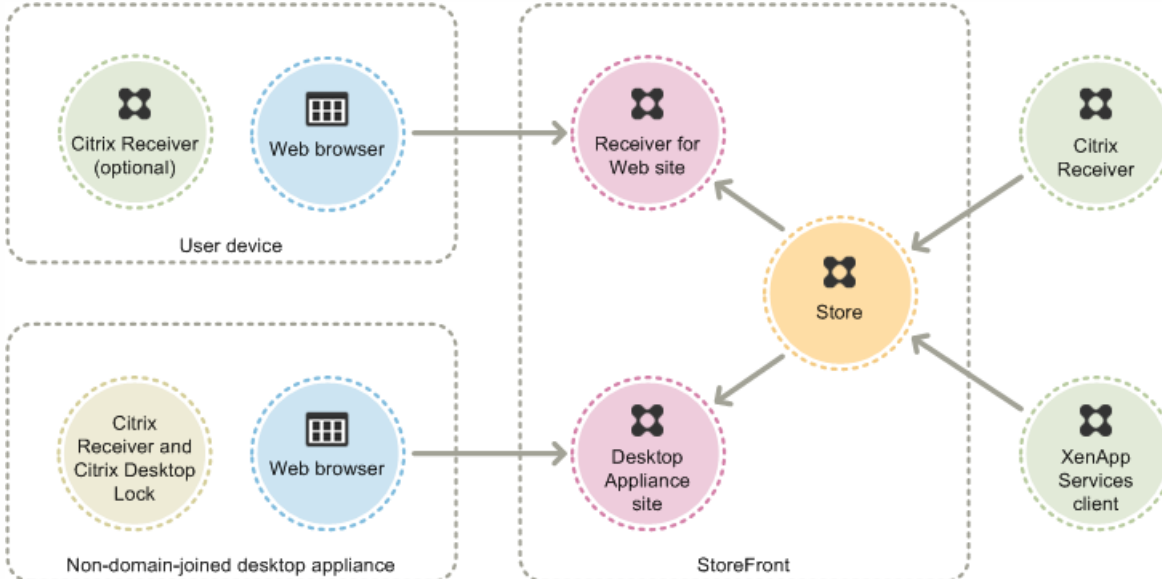 Citrix Receiver
(optional)
Web browser
User device
Receiver for
Web site
Citrix
Receiver
Store
Citrix
Receiver and
Citrix Desktop
Lock
Web browser
Non-domain-joined desktop appliance
Desktop
Appliance
site
StoreFront
XenApp
Services
client